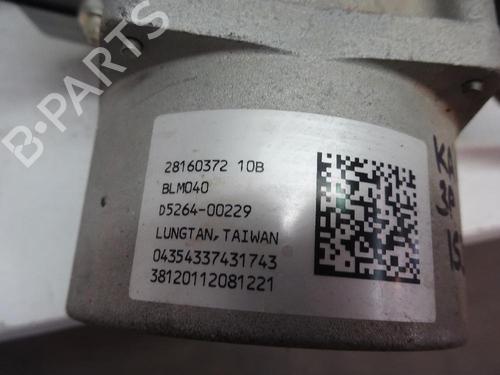 B-PARTS
28160372 10B
BLM040
D5264-00229
LUNGTAN, TAIWAN
04354337431743
38120112081221